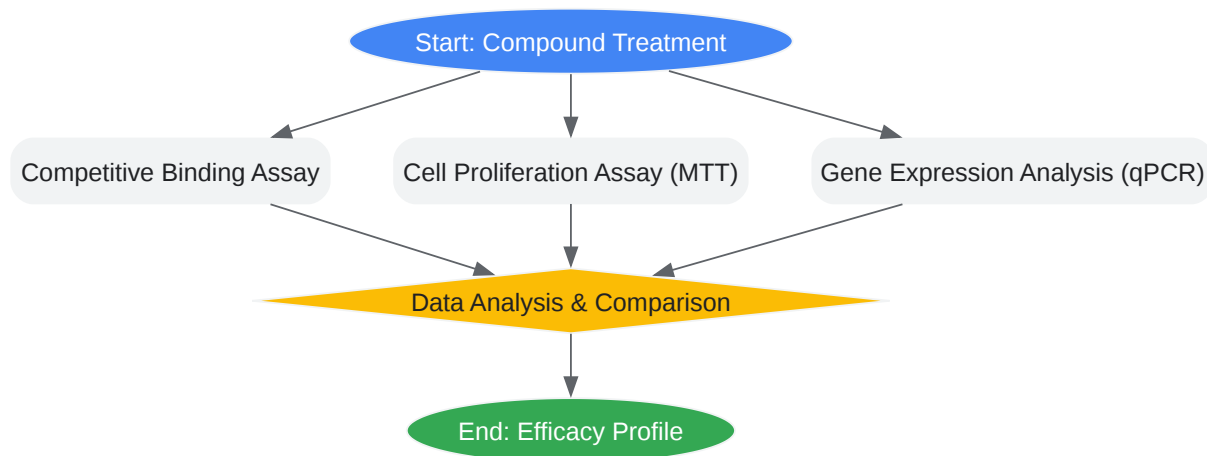 Start: Compound Treatment
Competitive Binding Assay
Cell Proliferation Assay (MTT)
Gene Expression Analysis (qPCR)
Data Analysis & Comparison
End: Efficacy Profile